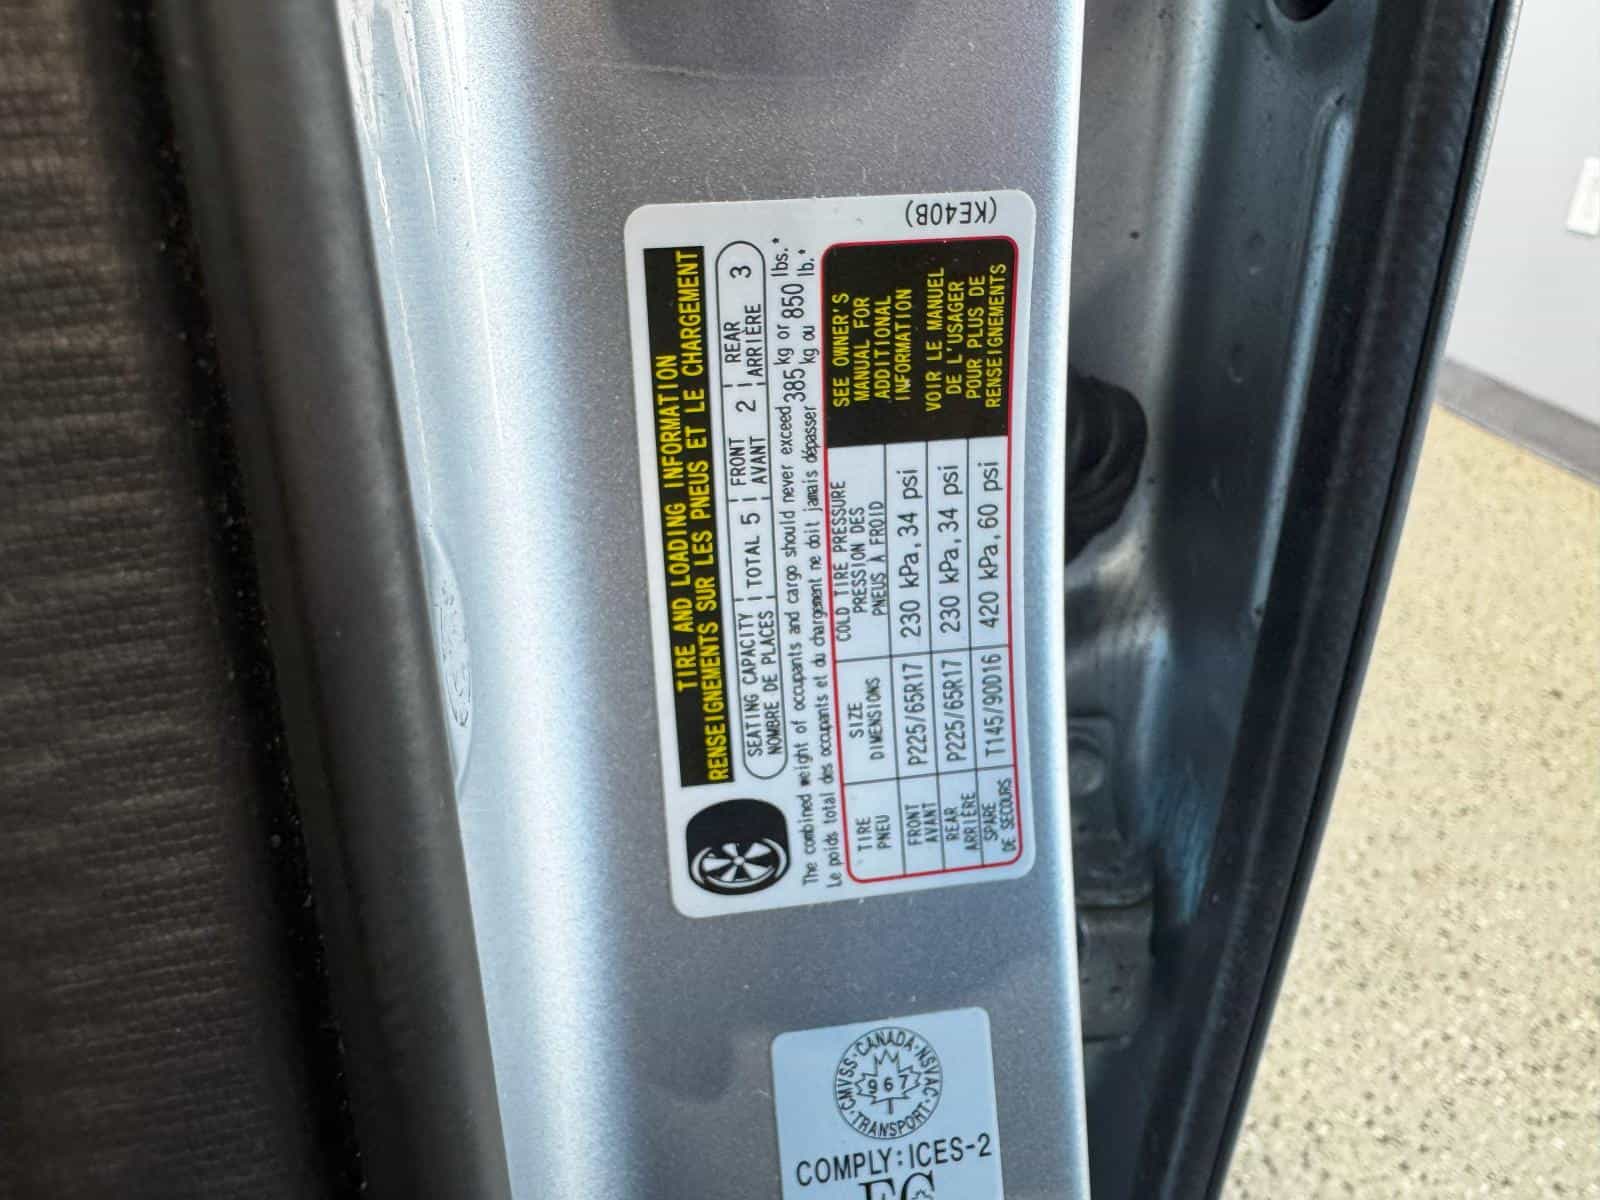 (KE40B)
TIRE AND LOADING INFORMATION
RENSEIGNEMENTS SUR LES PNEUS ET LE CHARGEMENT
SEATING CAPACITY TOTAL 5 FRONT 2 REAR 3
NOMBRE DE PLACES AVANT ARRIÈRE
The combined weight of occupants and cargo should never exceed 385 kg or 850 lbs.*
Le poids total des occupants et du chargement ne doit jamais dépasser kg ou lb.*
TIRE
PNEU
SIZE
DIMENSIONS
COLD TIRE PRESSURE
PRESSION DES
PNEUS À FROID
FRONT
AVANT
P225/65R17
230 kPa, 34 psi
REAR
ARRIÈRE
P225/65R17
230 kPa, 34 psi
SPARE
DE SECOURS
T145/90D16
420 kPa, 60 psi
SEE OWNER'S
MANUAL FOR
ADDITIONAL
INFORMATION
VOIR LE MANUEL
DE L'USAGER
POUR PLUS DE
RENSEIGNEMENTS
CMVSS·CANADA·NSVAC·TRANSPORT·
967
COMPLY:ICES-2